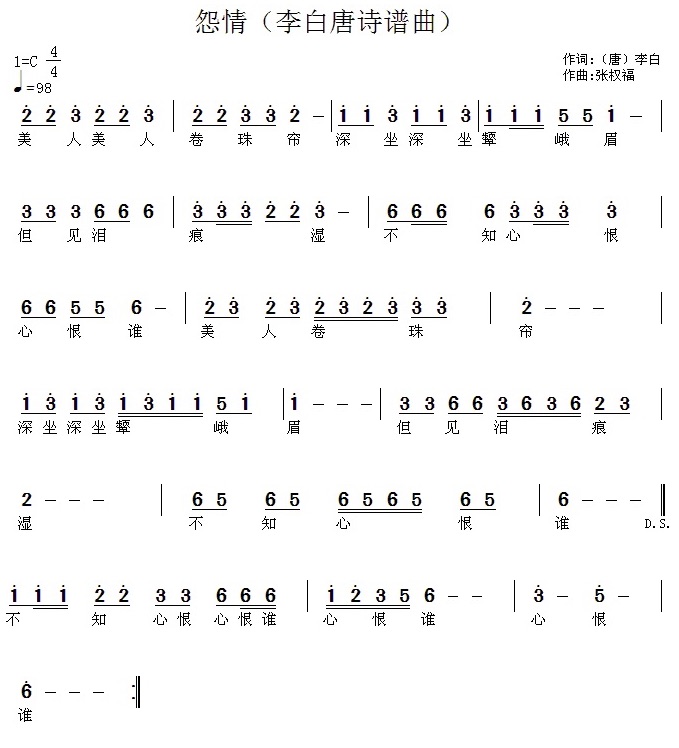 怨情（李白唐诗谱曲）
1=C 4/4
作词:（唐）李白
♩=98
作曲:张权福
2 2 3 2 2 3 | 2 2 3 3 2 – | 1 1 3 1 1 3 | 1 1 1 5 5 1 – |
美 人 美 人 卷 珠 帘 深 坐 深 坐 颦 峨 眉
3 3 3 6 6 6 | 3 3 3 2 2 3 – | 6 6 6 6 3 3 3 3 |
但 见 泪 痕 湿 不 知 心 恨
6 6 5 5 6 – | 2 3 2 3 2 3 2 3 3 3 | 2 – – – |
心 恨 谁 美 人 卷 珠 帘
1 3 1 3 1 3 1 1 5 1 | 1 – – – | 3 3 6 6 3 6 3 6 2 3 |
深 坐 深 坐 颦 峨 眉 但 见 泪 痕
2 – – – | 6 5 6 5 6 5 6 5 6 5 | 6 – – – ‖
湿 不 知 心 恨 谁 D.S.
1 1 1 2 2 3 3 6 6 6 | 1 2 3 5 6 – – | 3 – 5 – |
不 知 心 恨 心 恨 谁 心 恨 谁 心 恨
6 – – – :‖
谁